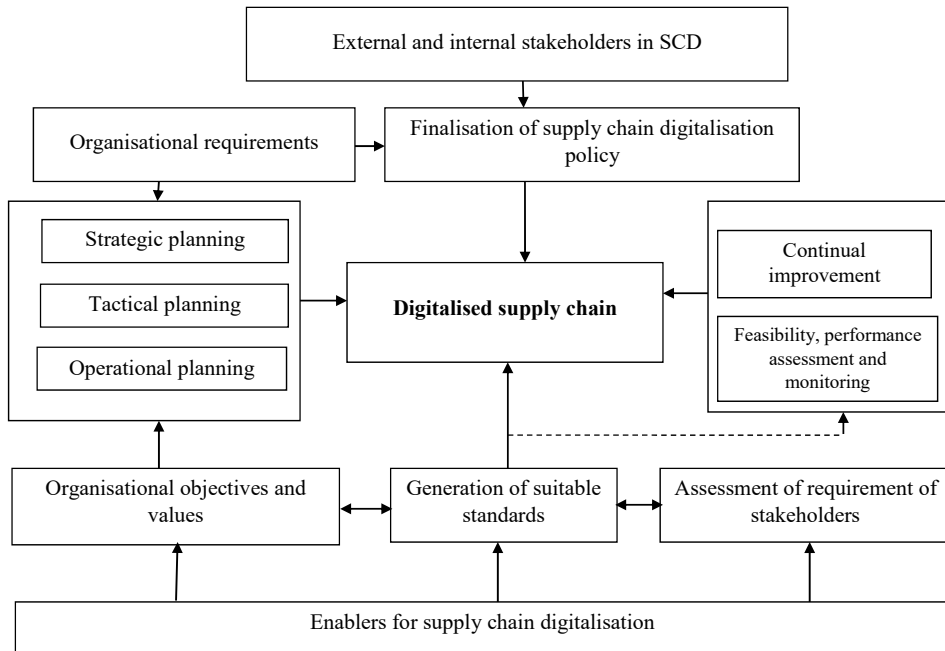 External and internal stakeholders in SCD
Organisational requirements
Finalisation of supply chain digitalisation
policy
Strategic planning
Tactical planning
Operational planning
Digitalised supply chain
Continual
improvement
Feasibility, performance
assessment and
monitoring
Organisational objectives and
values
Generation of suitable
standards
Assessment of requirement of
stakeholders
Enablers for supply chain digitalisation